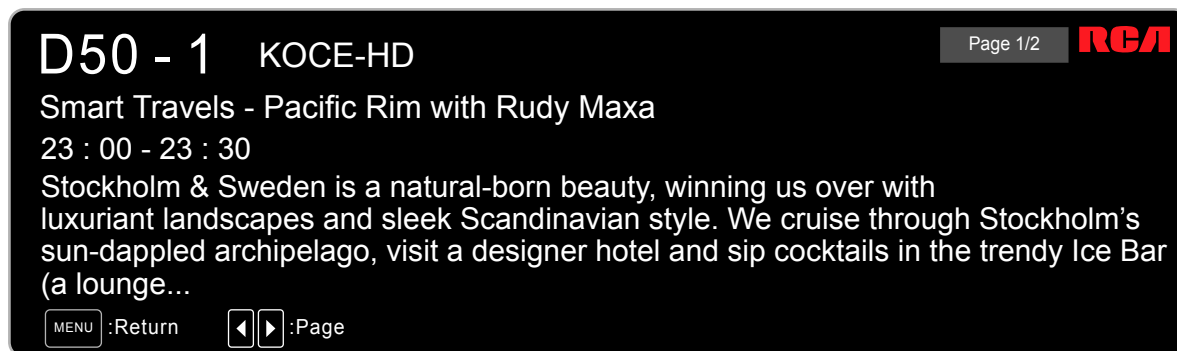 D50 - 1 KOCE-HD Page 1/2 RCA
Smart Travels - Pacific Rim with Rudy Maxa
23 : 00 - 23 : 30
Stockholm & Sweden is a natural-born beauty, winning us over with
luxuriant landscapes and sleek Scandinavian style. We cruise through Stockholm’s
sun-dappled archipelago, visit a designer hotel and sip cocktails in the trendy Ice Bar
(a lounge...
MENU :Return :Page